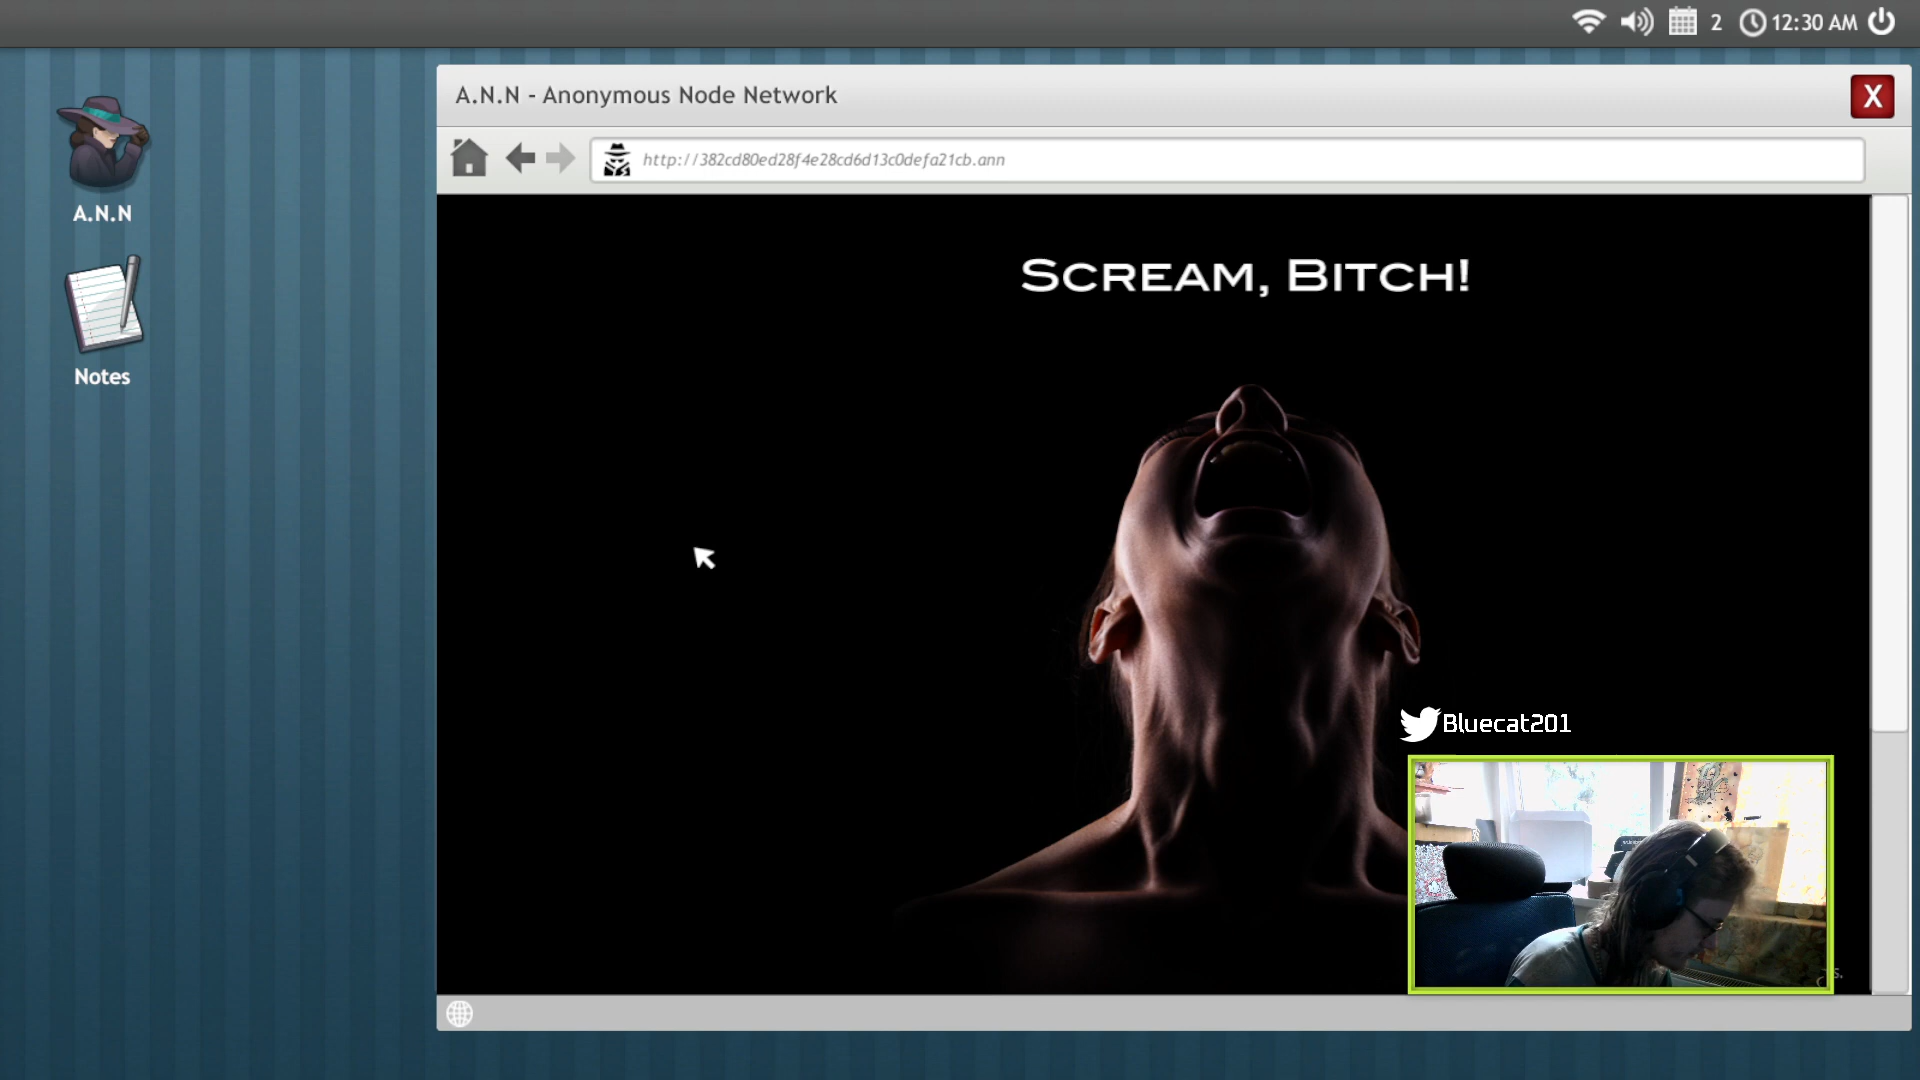 2 12:30 AM
A.N.N - Anonymous Node Network
X
http://382cd80ed28f4e28cd6d13c0defa21cb.ann
A.N.N
Notes
SCREAM, BITCH!
Bluecat201